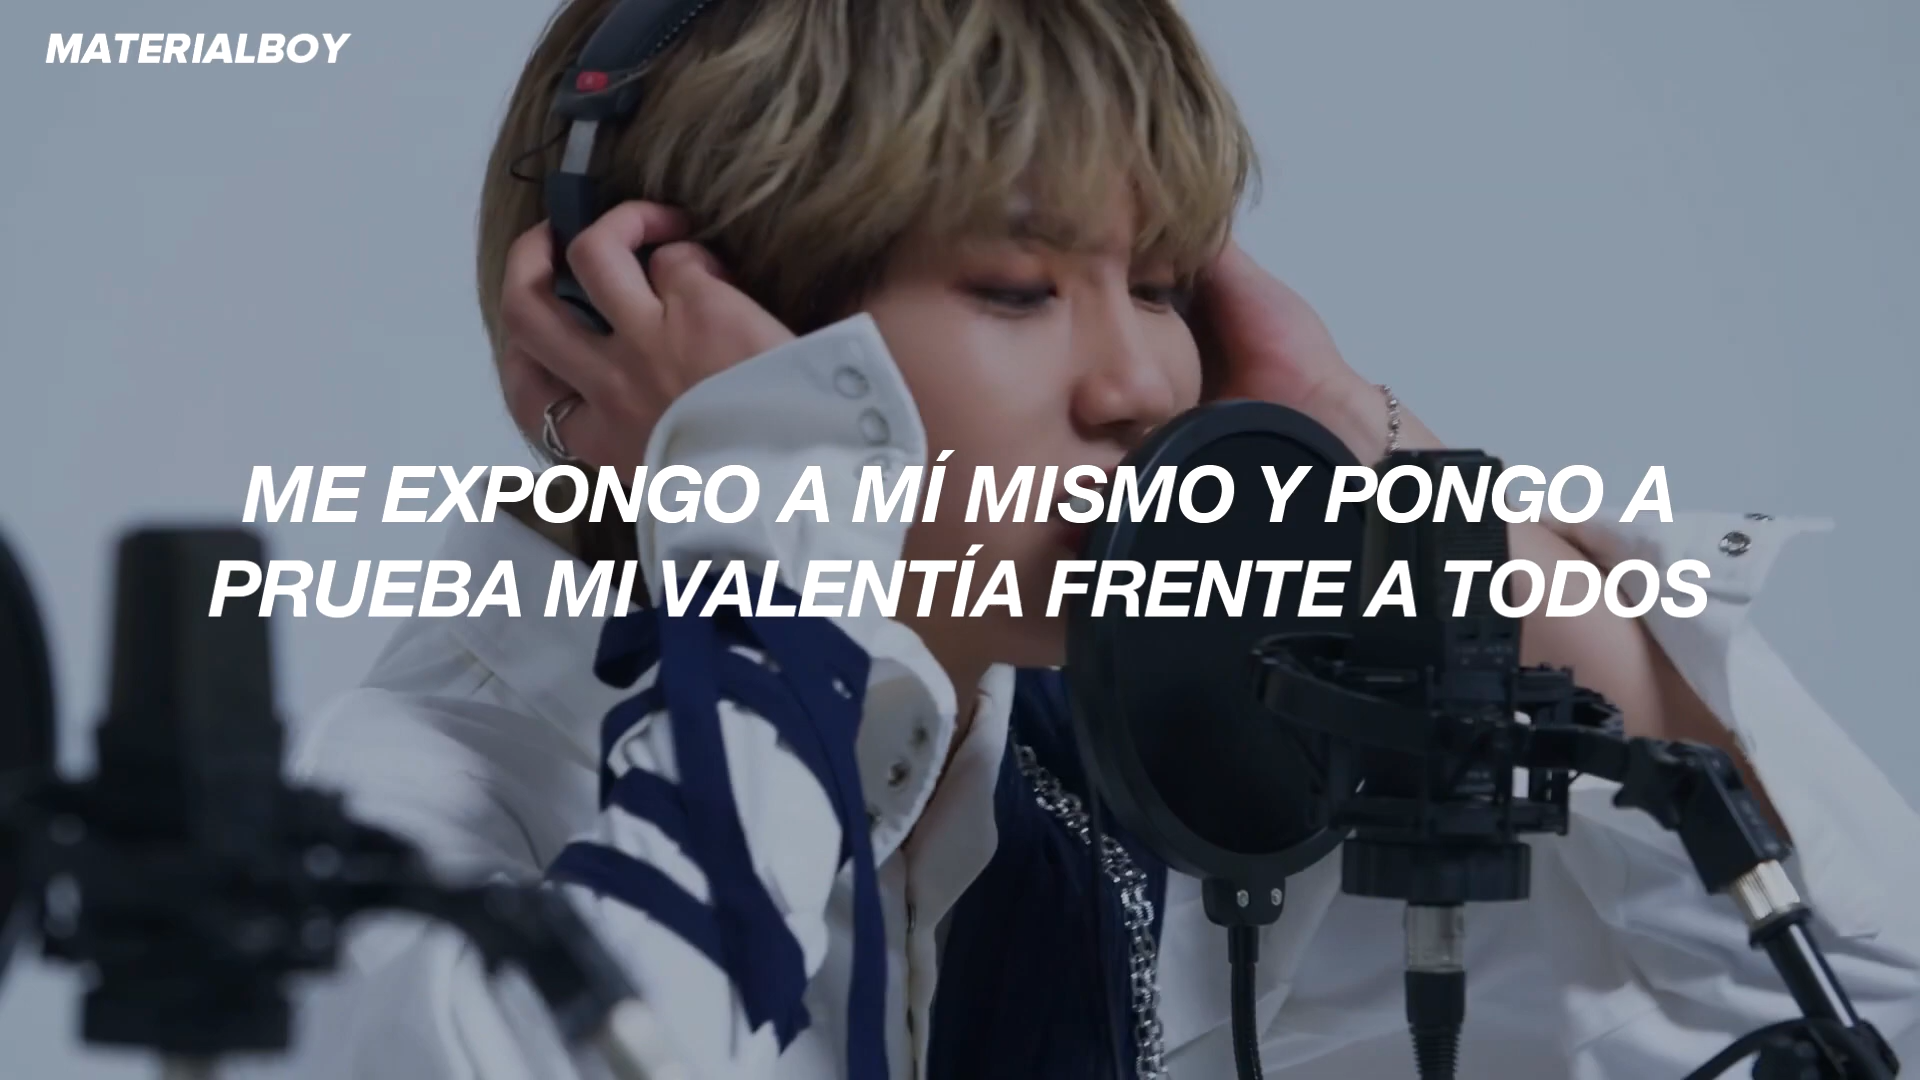 MATERIALBOY
ME EXPONGO A MÍ MISMO Y PONGO A
PRUEBA MI VALENTÍA FRENTE A TODOS